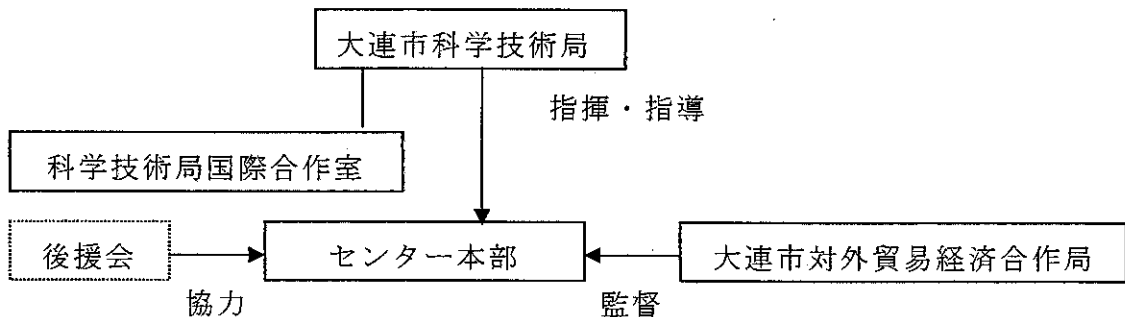 大連市科学技術局
指揮・指導
科学技術局国際合作室
後援会
センター本部
大連市対外貿易経済合作局
協力
監督